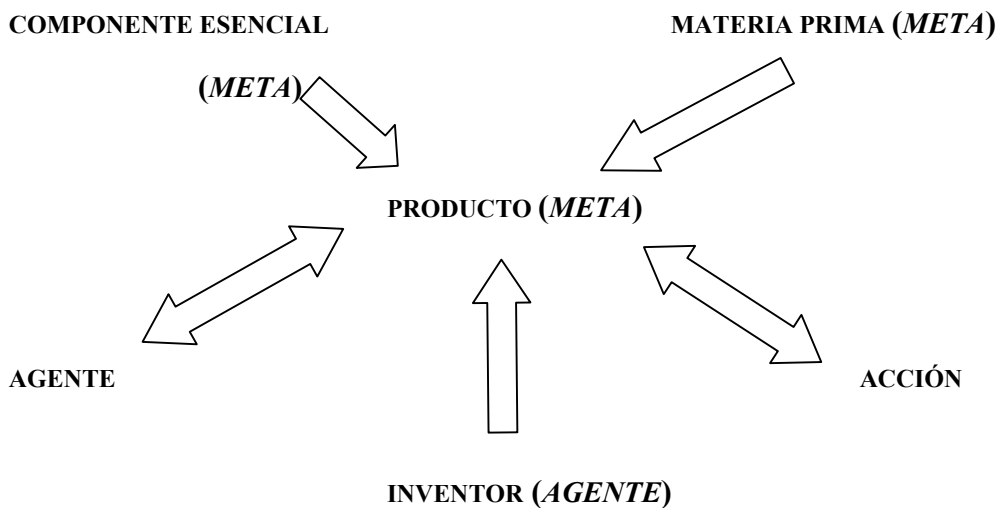 COMPONENTE ESENCIAL
MATERIA PRIMA (META)
(META)
PRODUCTO (META)
AGENTE
ACCIÓN
INVENTOR (AGENTE)